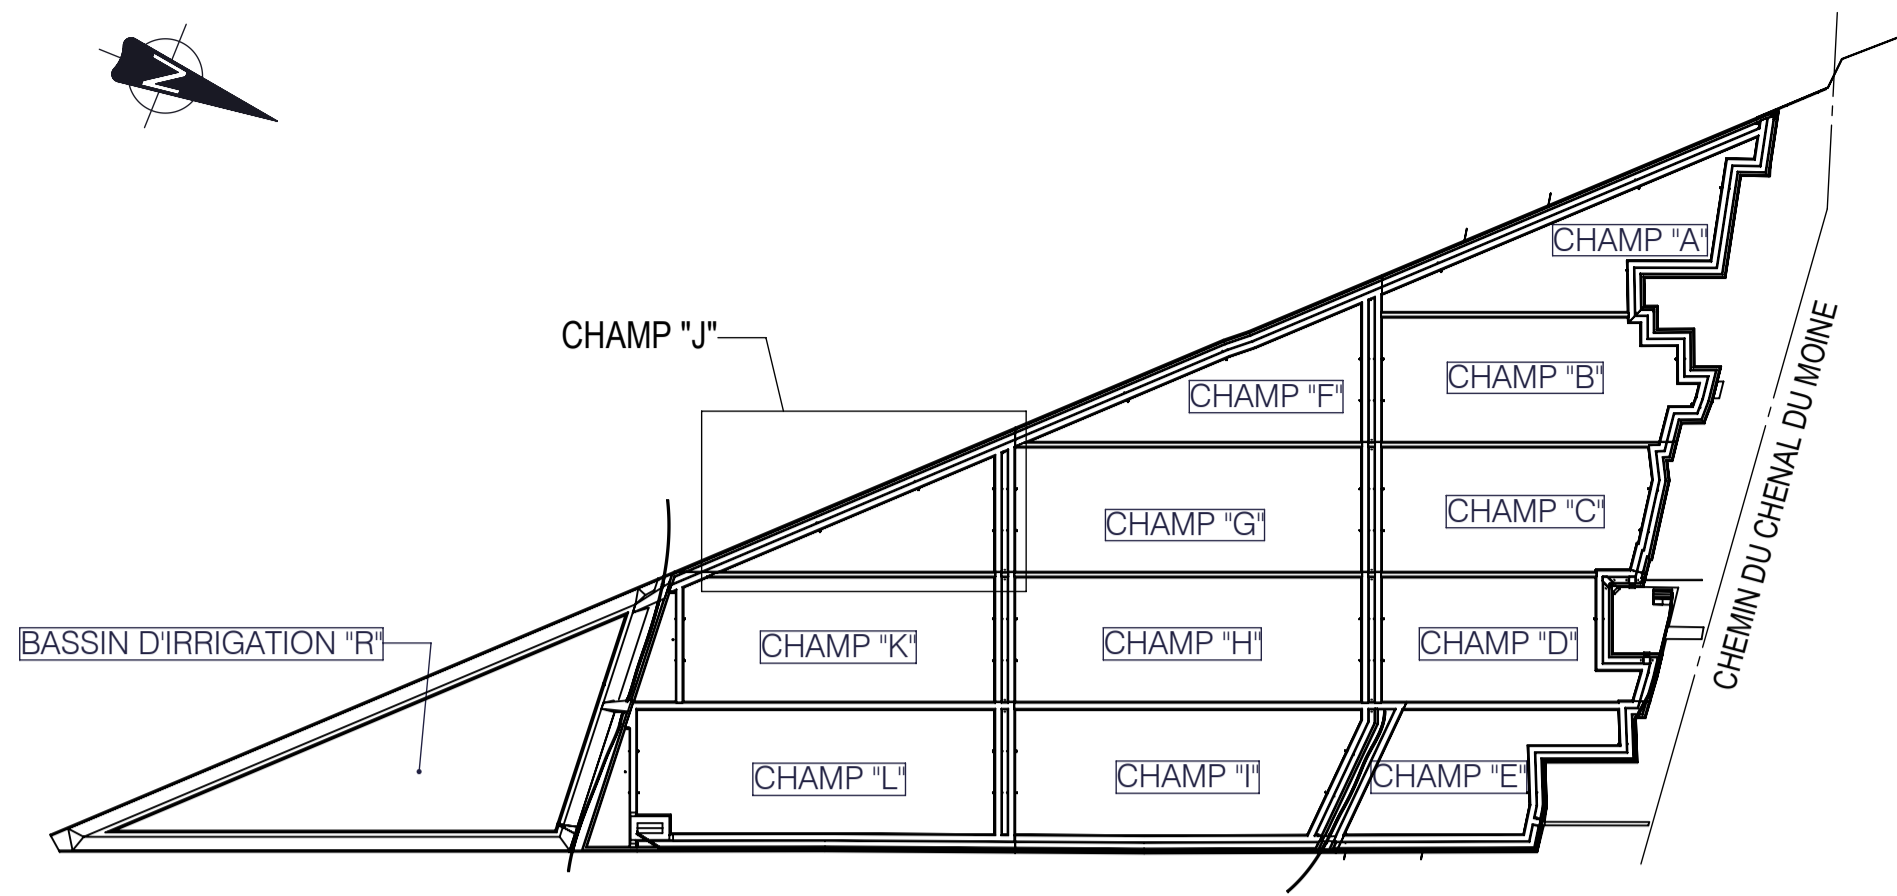 N
CHAMP "A"
CHAMP "J"
CHAMP "F"
CHAMP "B"
CHAMP "G"
CHAMP "C"
CHEMIN DU CHENAL DU MOINE
BASSIN D'IRRIGATION "R"
CHAMP "K"
CHAMP "H"
CHAMP "D"
CHAMP "L"
CHAMP "I"
CHAMP "E"